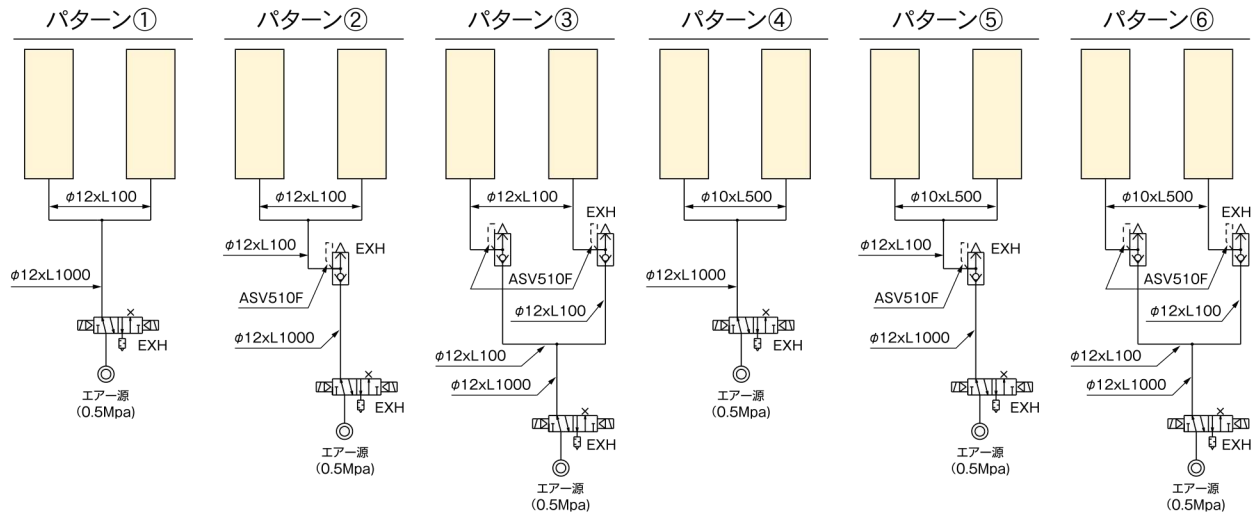 パターン①
φ12xL100
φ12xL1000
EXH
エアー源
(0.5Mpa)
パターン②
φ12xL100
φ12xL100
EXH
ASV510F
φ12xL1000
EXH
エアー源
(0.5Mpa)
パターン③
φ12xL100
EXH
ASV510F
φ12xL100
φ12xL100
φ12xL1000
EXH
エアー源
(0.5Mpa)
パターン④
φ10xL500
φ12xL1000
EXH
エアー源
(0.5Mpa)
パターン⑤
φ10xL500
φ12xL100
EXH
ASV510F
φ12xL1000
EXH
エアー源
(0.5Mpa)
パターン⑥
φ10xL500
EXH
ASV510F
φ12xL100
φ12xL100
φ12xL1000
EXH
エアー源
(0.5Mpa)